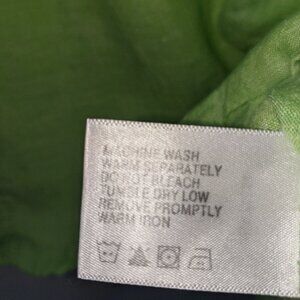 MACHINE WASH
WARM SEPARATELY
DO NOT BLEACH
TUMBLE DRY LOW
REMOVE PROMPTLY
WARM IRON